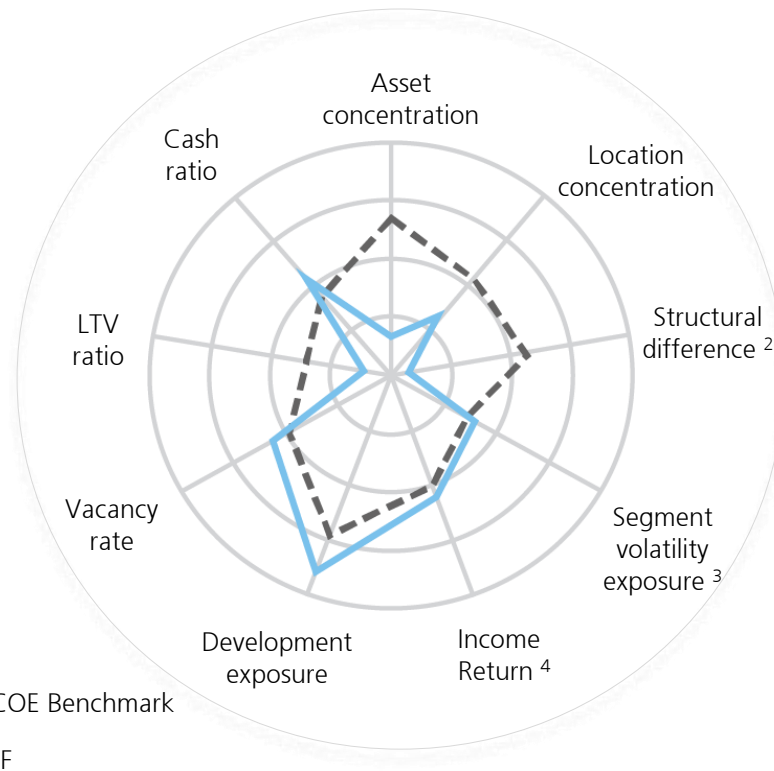 Asset
concentration
Cash
ratio
Location
concentration
LTV
ratio
Structural
difference 2
Vacancy
rate
Segment
volatility
exposure 3
Development
exposure
Income
Return 4
COE Benchmark
F